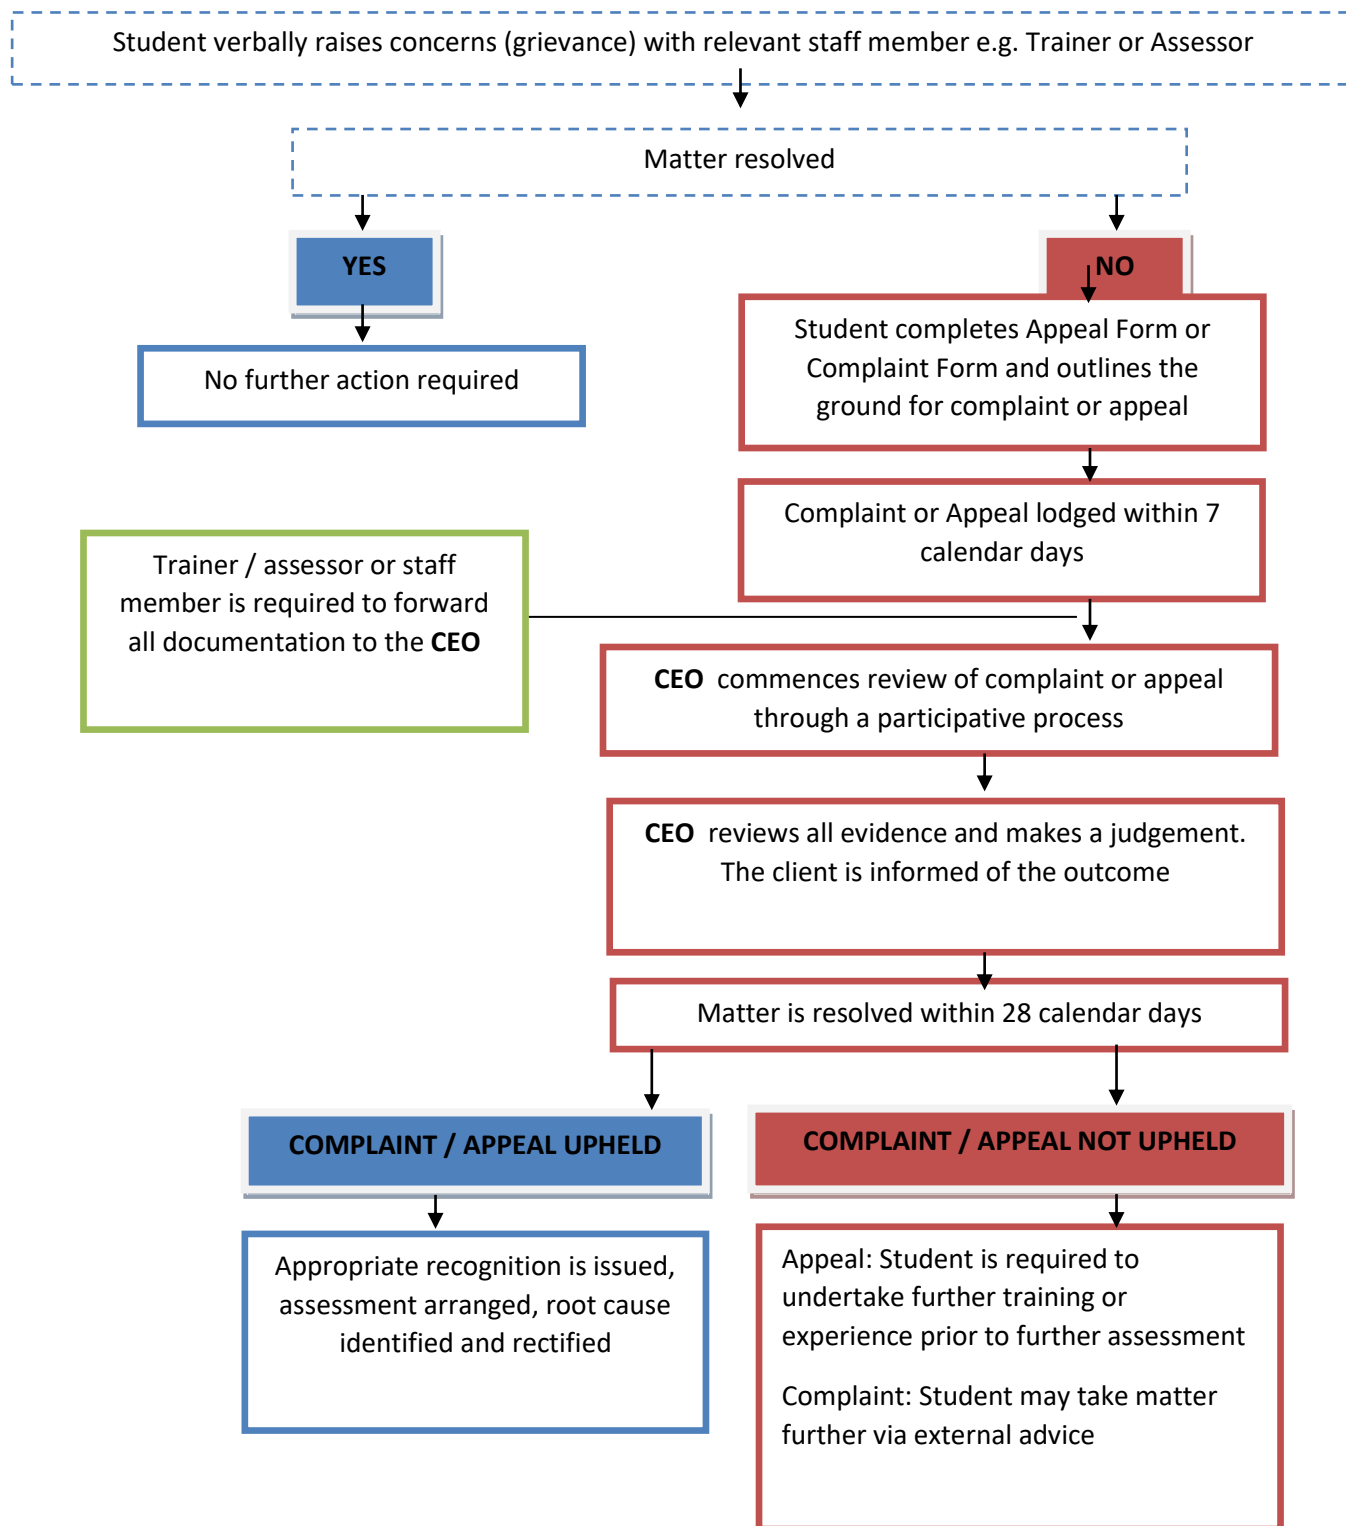 Student verbally raises concerns (grievance) with relevant staff member e.g. Trainer or Assessor
Matter resolved
YES
NO
No further action required
Student completes Appeal Form or
Complaint Form and outlines the
ground for complaint or appeal
Complaint or Appeal lodged within 7
calendar days
Trainer / assessor or staff
member is required to forward
all documentation to the CEO
CEO commences review of complaint or appeal
through a participative process
CEO reviews all evidence and makes a judgement.
The client is informed of the outcome
Matter is resolved within 28 calendar days
COMPLAINT / APPEAL UPHELD
COMPLAINT / APPEAL NOT UPHELD
Appropriate recognition is issued,
assessment arranged, root cause
identified and rectified
Appeal: Student is required to
undertake further training or
experience prior to further assessment
Complaint: Student may take matter
further via external advice